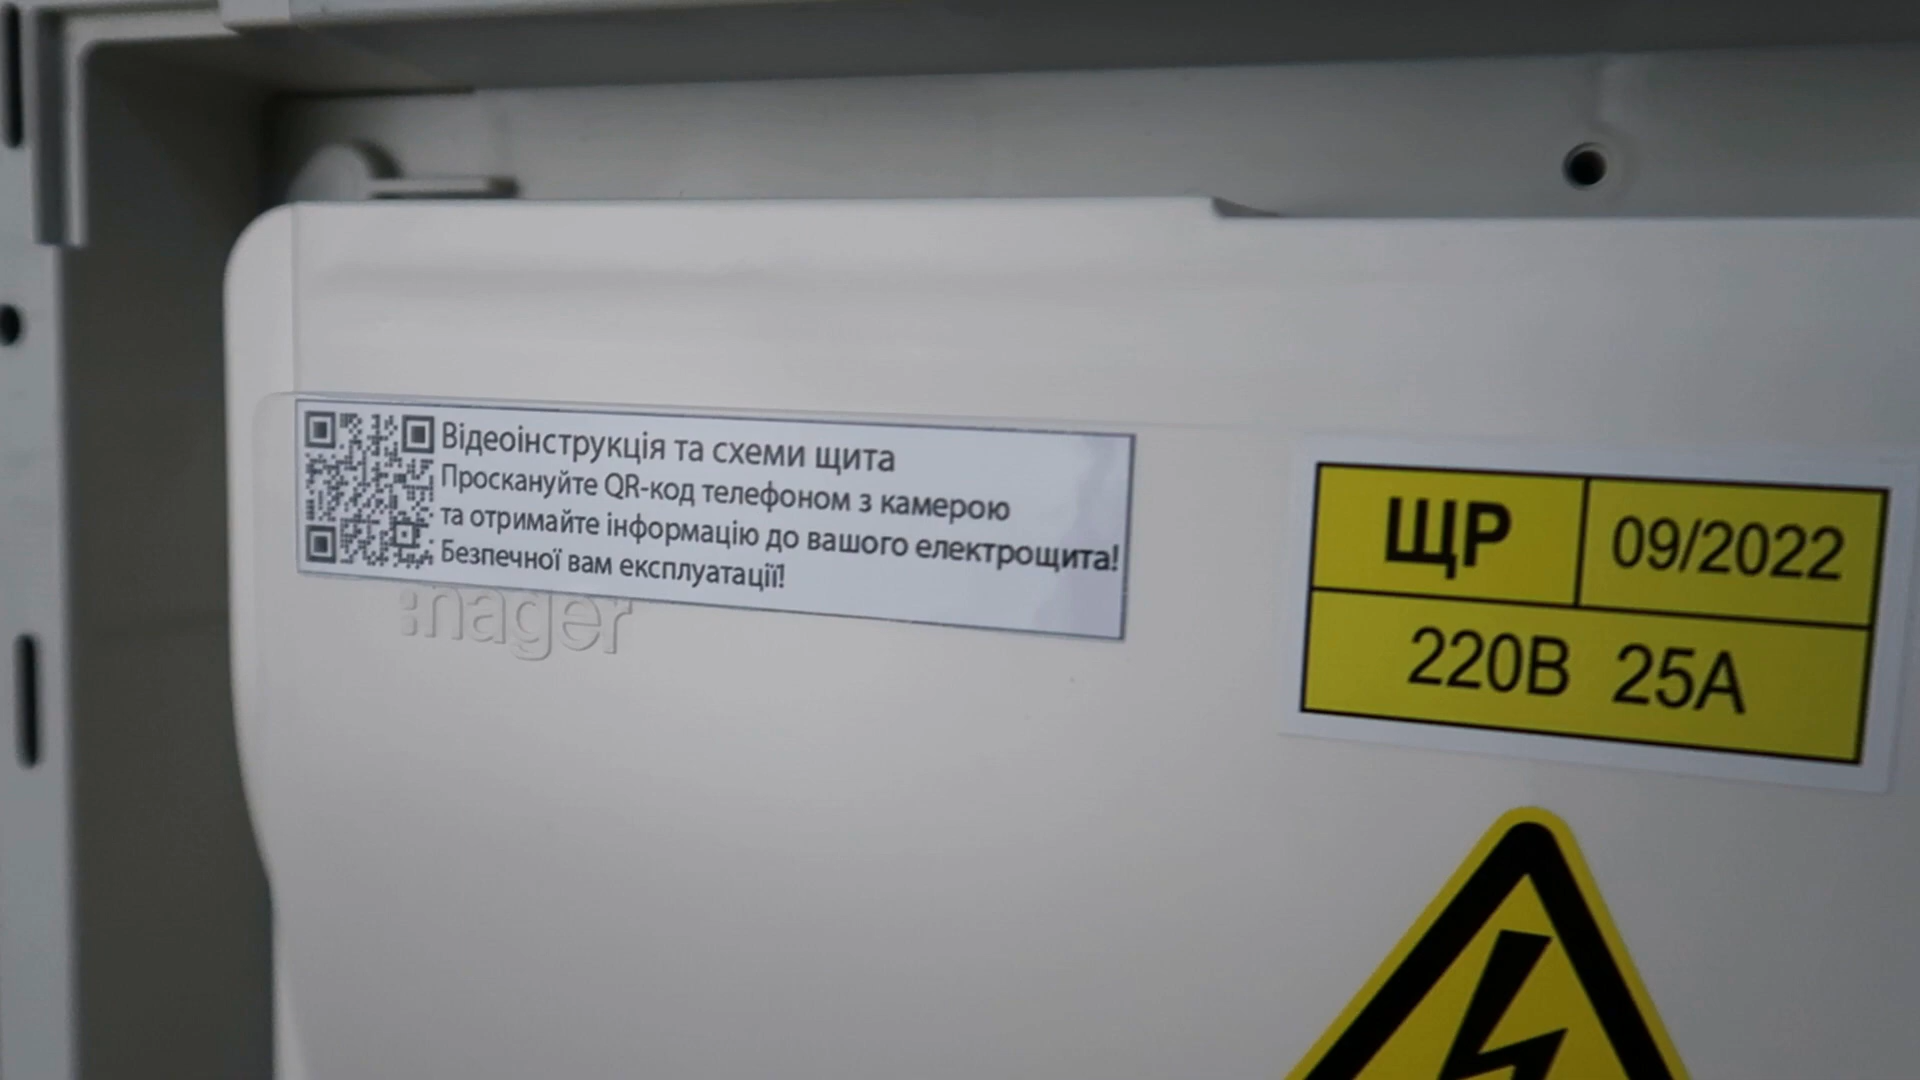 Відеоінструкція та схеми щита
Проскануйте QR-код телефоном з камерою
та отримайте інформацію до вашого електрощита!
Безпечної вам експлуатації!
:hager
ЩР
09/2022
220В 25А